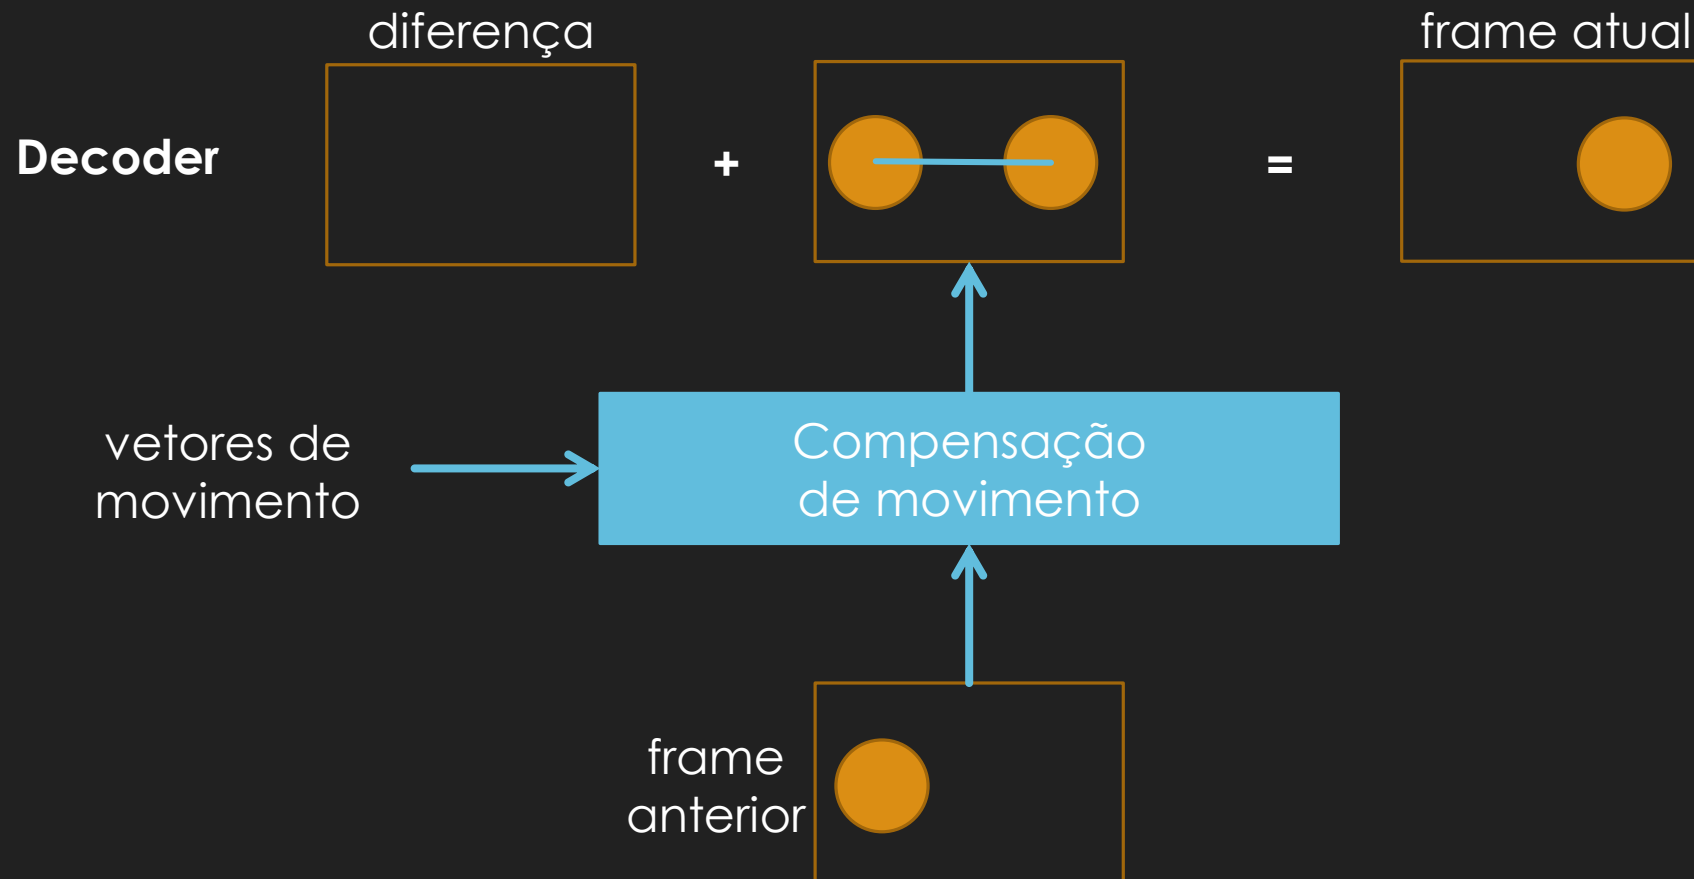 diferença
frame atual
Decoder
+
=
vetores de
movimento
Compensação
de movimento
frame
anterior